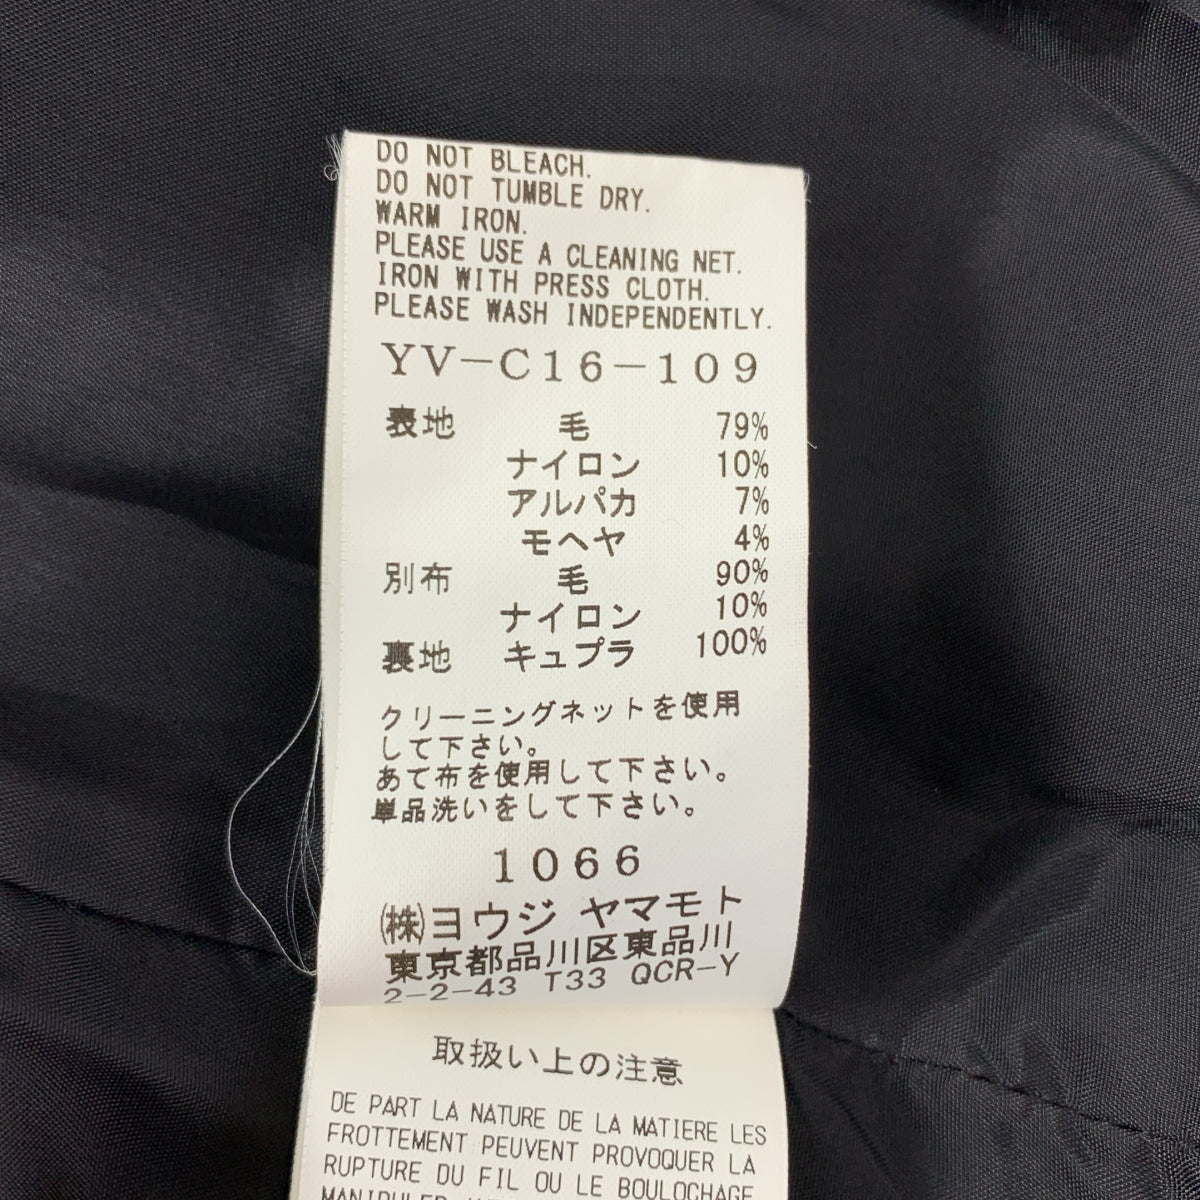 DO NOT BLEACH.
DO NOT TUMBLE DRY.
WARM IRON.
PLEASE USE A CLEANING NET.
IRON WITH PRESS CLOTH.
PLEASE WASH INDEPENDENTLY.
YV-C16-109
表地 毛 79%
ナイロン 10%
アルパカ 7%
モヘヤ 4%
別布 毛 90%
ナイロン 10%
裏地 キュプラ 100%
クリーニングネットを使用
して下さい。
あて布を使用して下さい。
単品洗いをして下さい。
1066
(株)ヨウジ ヤマモト
東京都品川区東品川
2-2-43 T33 QCR-Y
取扱い上の注意
DE PART LA NATURE DE LA MATIERE LES
FROTTEMENT PEUVENT PROVOQUER LA
RUPTURE DU FIL OU LE BOULOCHAGE
MANIPULER